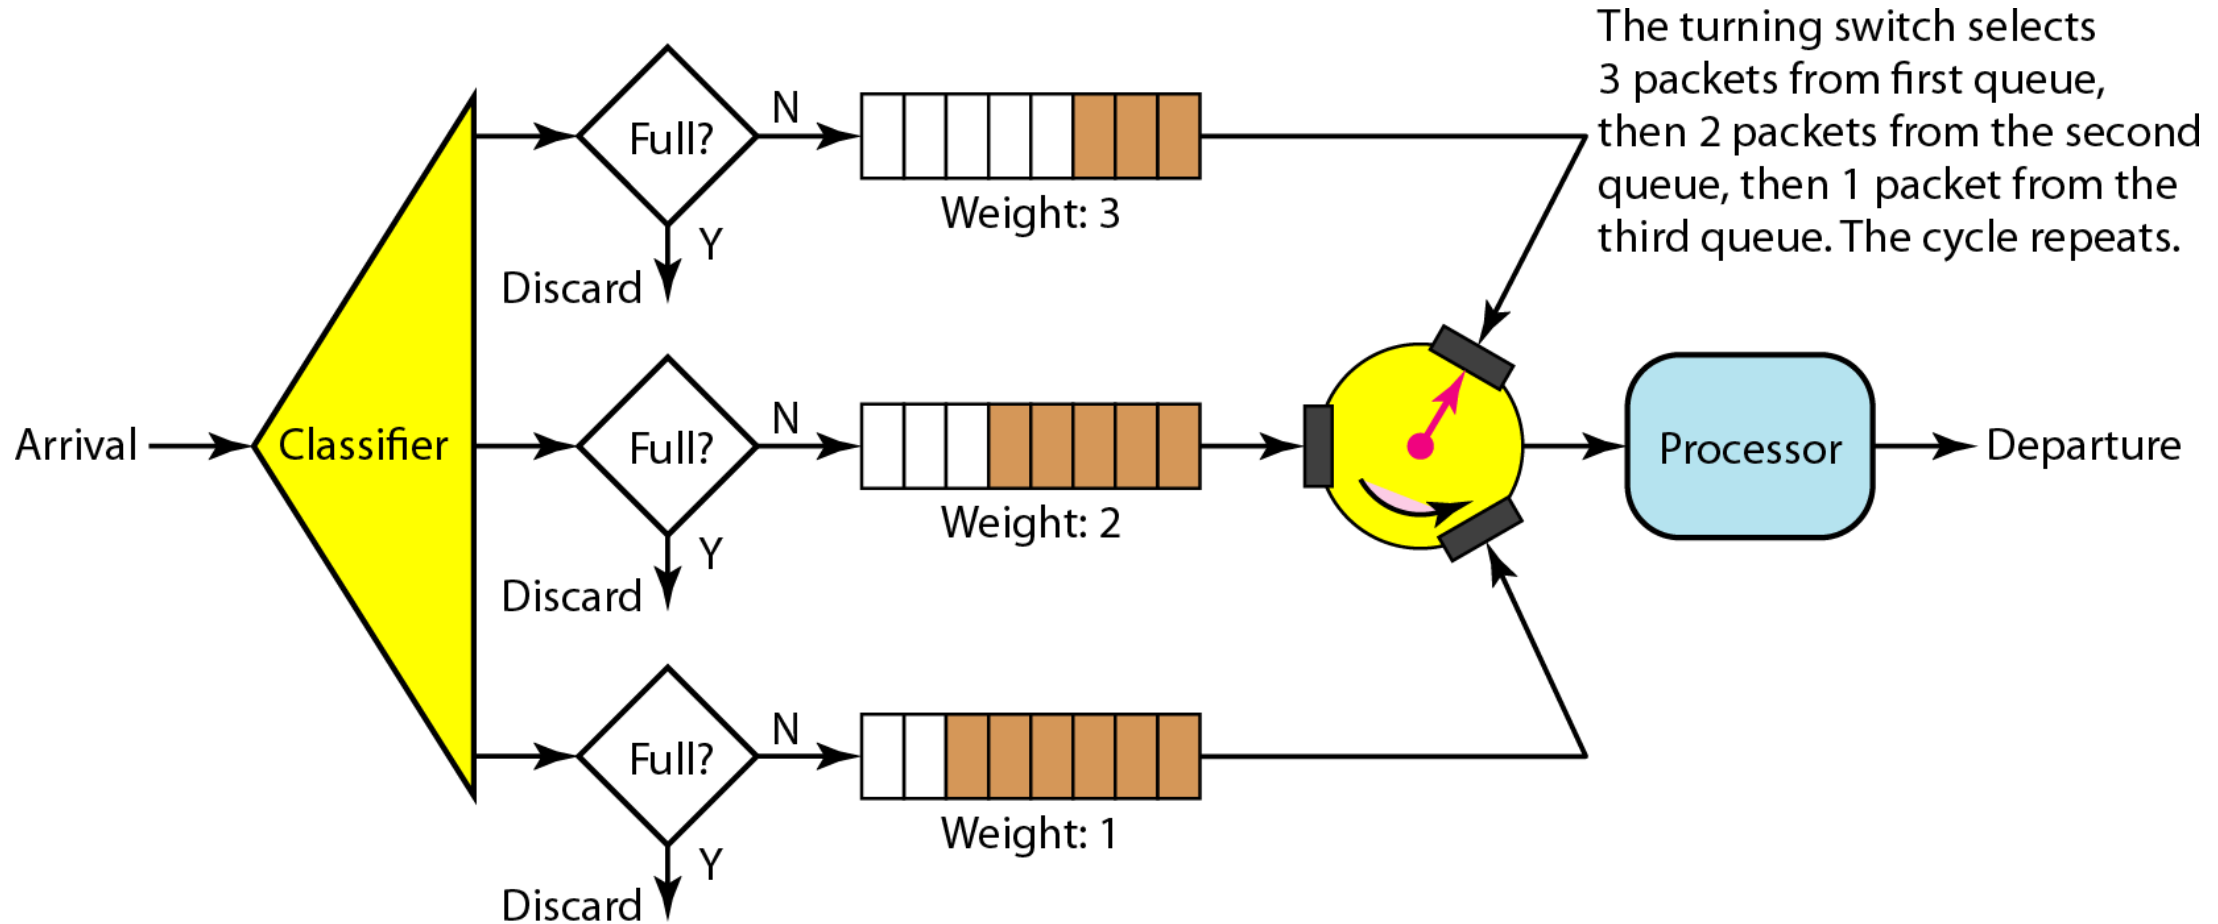 The turning switch selects
3 packets from first queue,
then 2 packets from the second
queue, then 1 packet from the
third queue. The cycle repeats.
N
Full?
Weight: 3
Y
Discard
N
Arrival
Classifier
Full?
Processor
Departure
Weight: 2
Y
Discard
N
Full?
Weight: 1
Y
Discard